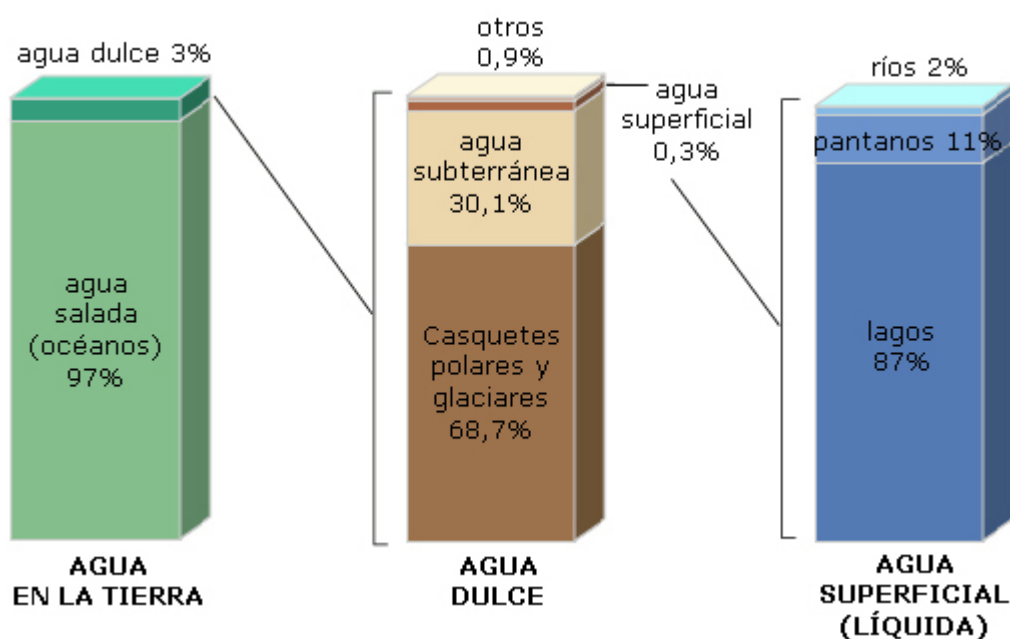 agua dulce 3%
agua
salada
(océanos)
97%
AGUA
EN LA TIERRA
otros
0,9%
agua
superficial
0,3%
agua
subterránea
30,1%
Casquetes
polares y
glaciares
68,7%
AGUA
DULCE
ríos 2%
pantanos 11%
lagos
87%
AGUA
SUPERFICIAL
(LÍQUIDA)